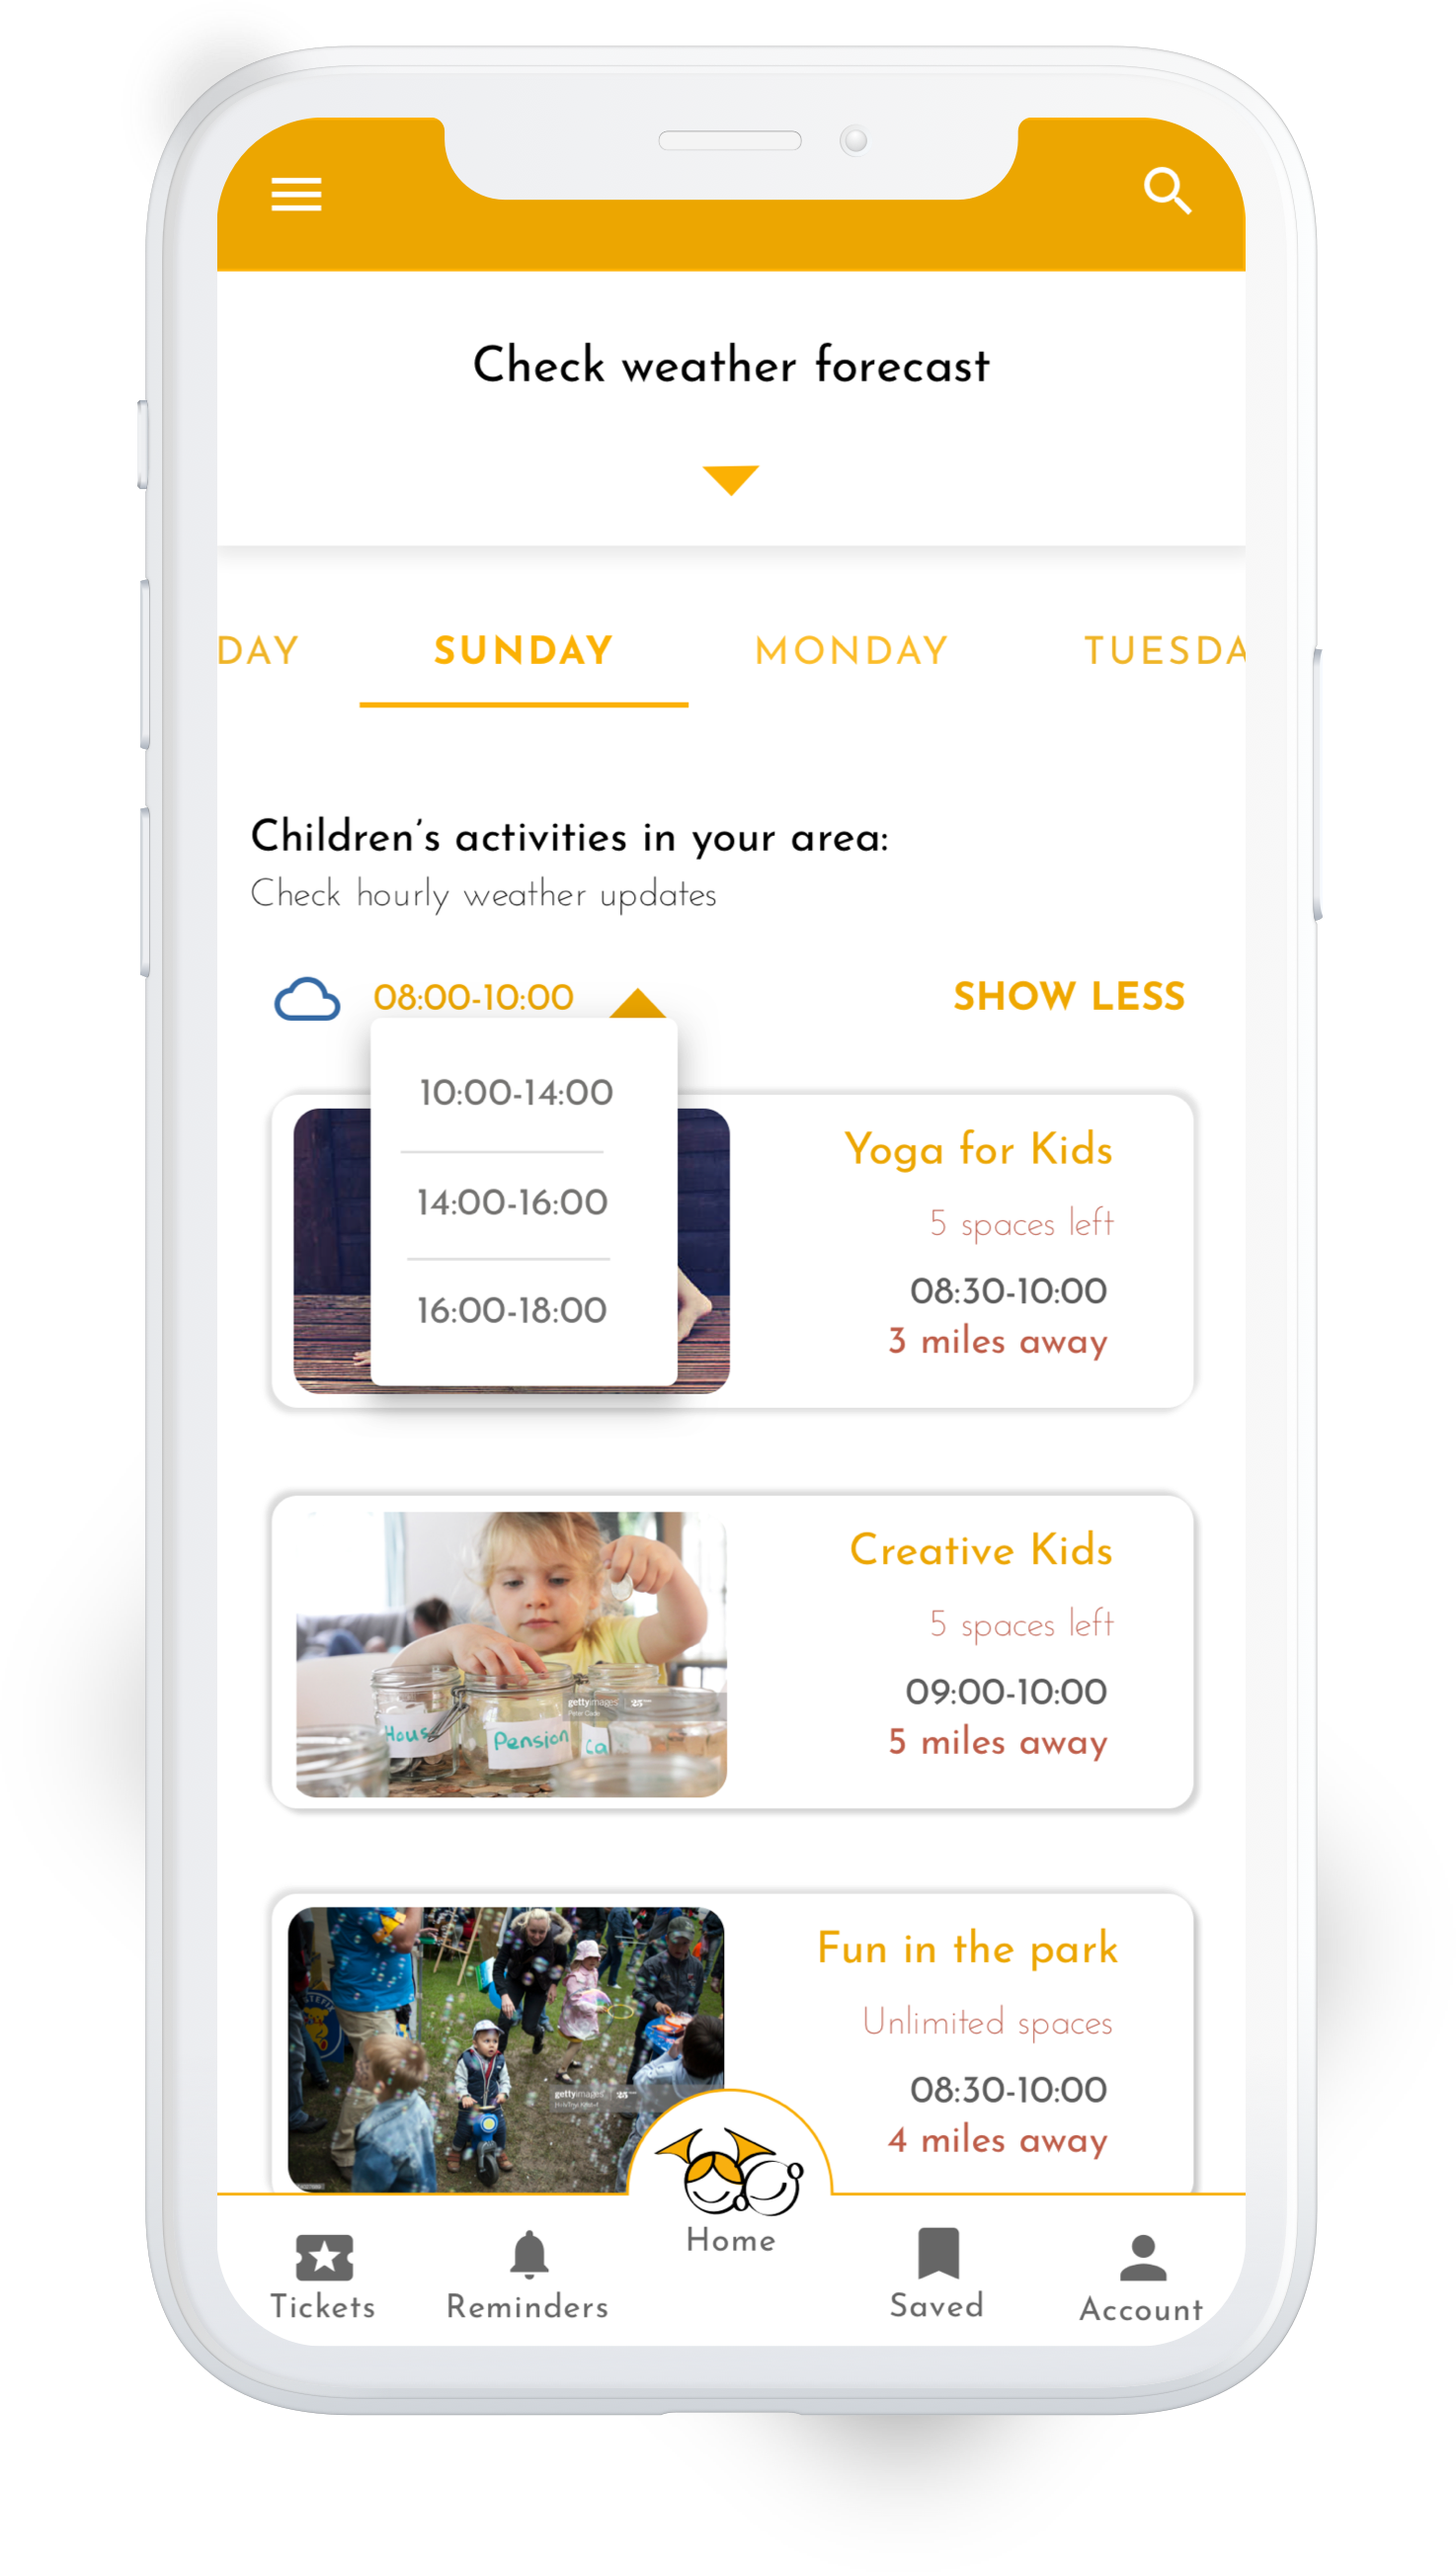 Check weather forecast
DAY SUNDAY MONDAY TUESDA
Children's activities in your area:
Check hourly weather updates
08:00-10:00 SHOW LESS
10:00-14:00
14:00-16:00
16:00-18:00
Yoga for Kids
5 spaces left
08:30-10:00
3 miles away
Creative Kids
5 spaces left
09:00-10:00
5 miles away
gettyimages
Hous
Pension
Ca
Fun in the park
Unlimited spaces
08:30-10:00
4 miles away
gettyimages
Home
Tickets Reminders Saved Account